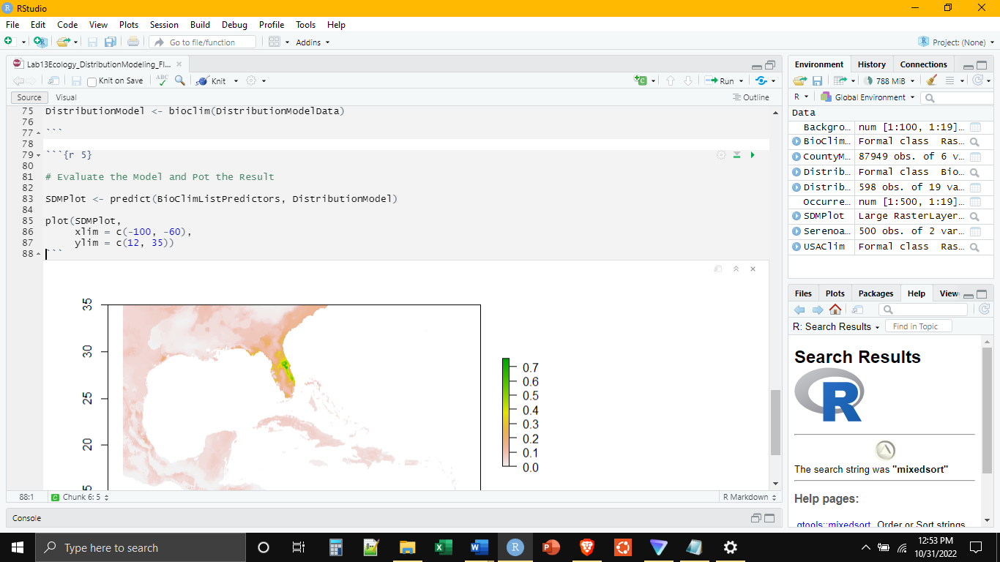 RStudio
File Edit Code View Plots Session Build Debug Profile Tools Help
Go to file/function
Addins
Project: (None)
Lab13Ecology_DistributionModeling_Fl...
Knit on Save
ABC
Knit
Run
Source Visual
Outline
75 DistributionModel <- bioclim(DistributionModelData)
76
77 ```
78
79 ```{r 5}
80
81 # Evaluate the Model and Pot the Result
82
83 SDMPlot <- predict(BioClimListPredictors, DistributionModel)
84
85 plot(SDMPlot,
86 xlim = c(-100, -60),
87 ylim = c(12, 35))
88 ```
35
30
25
20
0.7
0.6
0.5
0.4
0.3
0.2
0.1
0.0
88:1 Chunk 6: 5 R Markdown
Console
Environment History Connections
788 MiB
R Global Environment
Data
Backgro... num [1:100, 1:19]...
BioClim... Formal class Ras...
CountyM... 87949 obs. of 6 v...
Distrib... Formal class Bio...
Distrib... 598 obs. of 19 va...
Occurre... num [1:500, 1:19]...
SDMPlot Large RasterLayer...
Serenoa... 500 obs. of 2 var...
USAClim Formal class Ras...
Files Plots Packages Help View
R: Search Results Find in Topic
Search Results
R
The search string was "mixedsort"
Help pages:
gtools::mixedsort Order or Sort strings
Type here to search
12:53 PM
10/31/2022